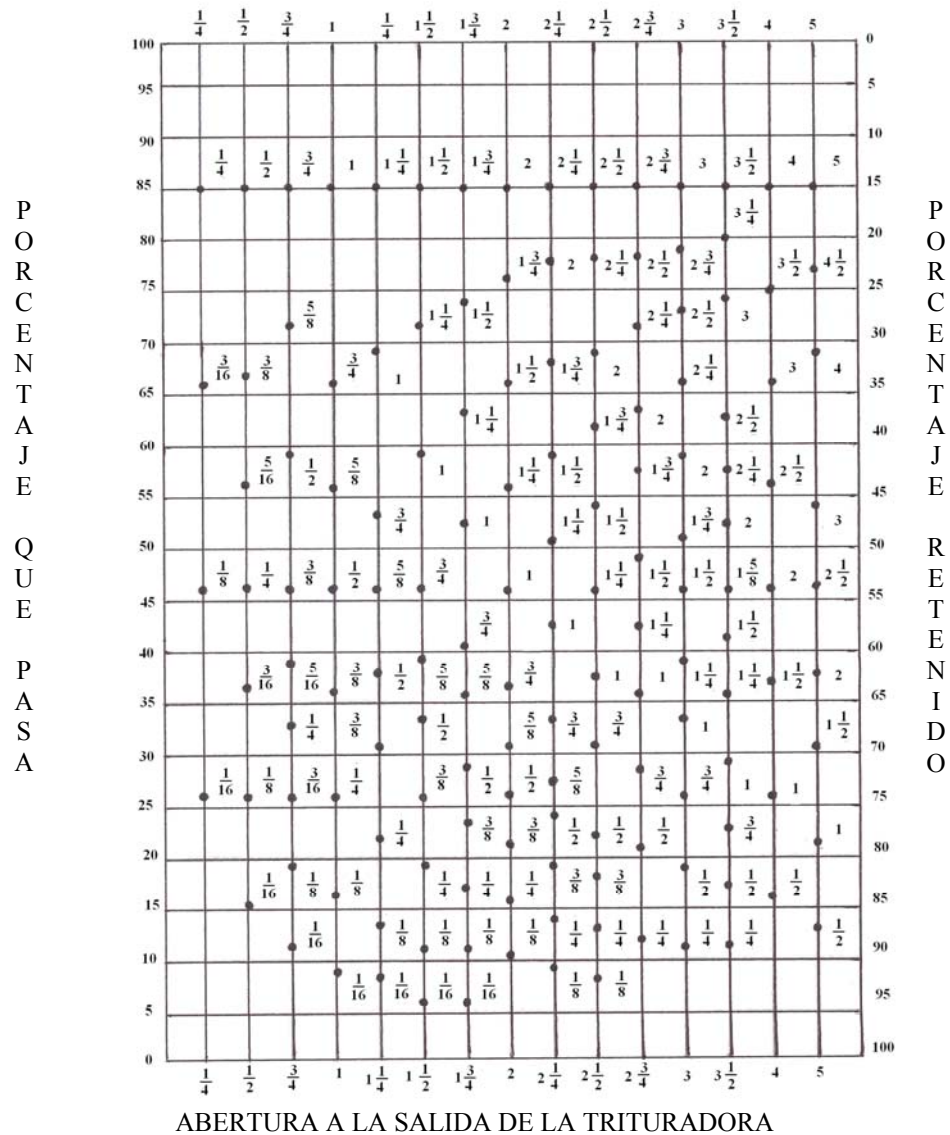 1/4 1/2 3/4 1 1/4 1 1/2 1 3/4 2 2 1/4 2 1/2 2 3/4 3 3 1/2 4 5
100 0
95 5
90 10
1/4 1/2 3/4 1 1 1/4 1 1/2 1 3/4 2 2 1/4 2 1/2 2 3/4 3 3 1/2 4 5
85 15
3 1/4
80 20
1 3/4 2 2 1/4 2 1/2 2 3/4 3 1/2 4 1/2
75 25
5/8 1 1/4 1 1/2 2 1/4 2 1/2 3
70 30
3/16 3/8 3/4 1 1 1/2 1 3/4 2 2 1/4 3 4
65 35
1 1/4 1 3/4 2 2 1/2
60 40
5/16 1/2 5/8 1 1 1/4 1 1/2 1 3/4 2 2 1/4 2 1/2
55 45
3/4 1 1 1/4 1 1/2 1 3/4 2 3
50 50
1/8 1/4 3/8 1/2 5/8 3/4 1 1 1/4 1 1/2 1 1/2 1 5/8 2 2 1/2
45 55
3/4 1 1 1/4 1 1/2
40 60
3/16 5/16 3/8 1/2 5/8 5/8 3/4 1 1 1 1/4 1 1/4 1 1/2 2
35 65
1/4 3/8 1/2 5/8 3/4 3/4 1 1 1/2
30 70
1/16 1/8 3/16 1/4 3/8 1/2 1/2 5/8 3/4 3/4 1 1
25 75
1/4 3/8 3/8 1/2 1/2 1/2 3/4 1
20 80
1/16 1/8 1/8 1/4 1/4 1/4 3/8 3/8 1/2 1/2 1/2
15 85
1/16 1/8 1/8 1/8 1/8 1/4 1/4 1/4 1/4 1/4 1/2
10 90
1/16 1/16 1/16 1/16 1/8 1/8
5 95
0 100
1/4 1/2 3/4 1 1 1/4 1 1/2 1 3/4 2 2 1/4 2 1/2 2 3/4 3 3 1/2 4 5
PORCENTAJE QUE PASA
PORCENTAJE RETENIDO
ABERTURA A LA SALIDA DE LA TRITURADORA